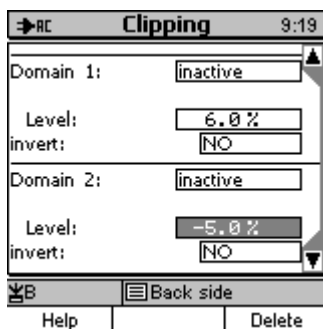 RC Clipping 9:19
Domain 1: inactive
Level: 6.0 %
invert: NO
Domain 2: inactive
Level: -5.0 %
invert: NO
B Back side
Help Delete